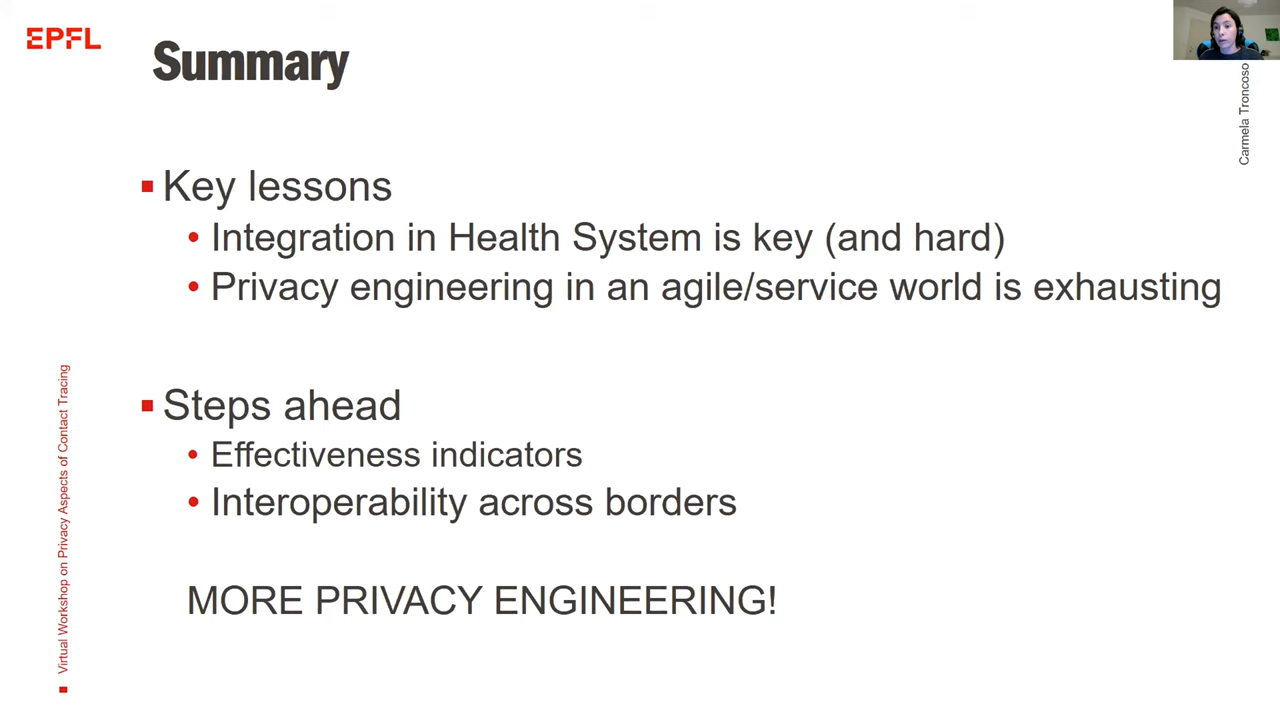 EPFL
Summary
Carmela Troncoso
Key lessons
Integration in Health System is key (and hard)
Privacy engineering in an agile/service world is exhausting
Steps ahead
Effectiveness indicators
Interoperability across borders
MORE PRIVACY ENGINEERING!
Virtual Workshop on Privacy Aspects of Contact Tracing